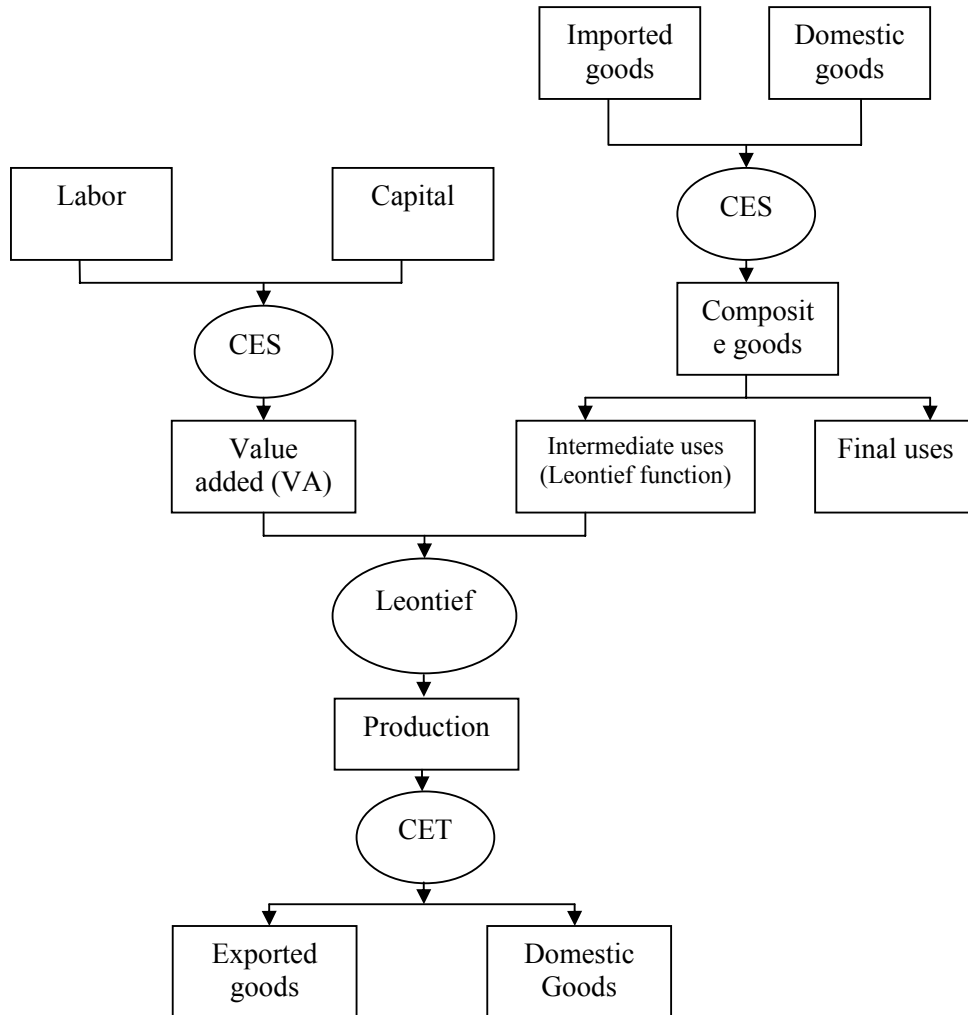 Imported
goods
Domestic
goods
Labor
Capital
CES
CES
Composit
e goods
Value
added (VA)
Intermediate uses
(Leontief function)
Final uses
Leontief
Production
CET
Exported
goods
Domestic
Goods